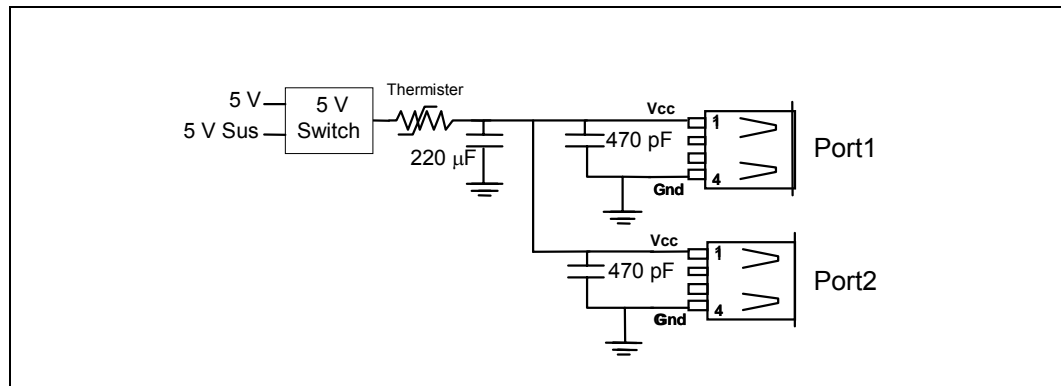 Thermister
5 V
5 V Sus
5 V
Switch
220 μF
470 pF
Vcc
1
4
Gnd
Port1
470 pF
Vcc
1
4
Gnd
Port2